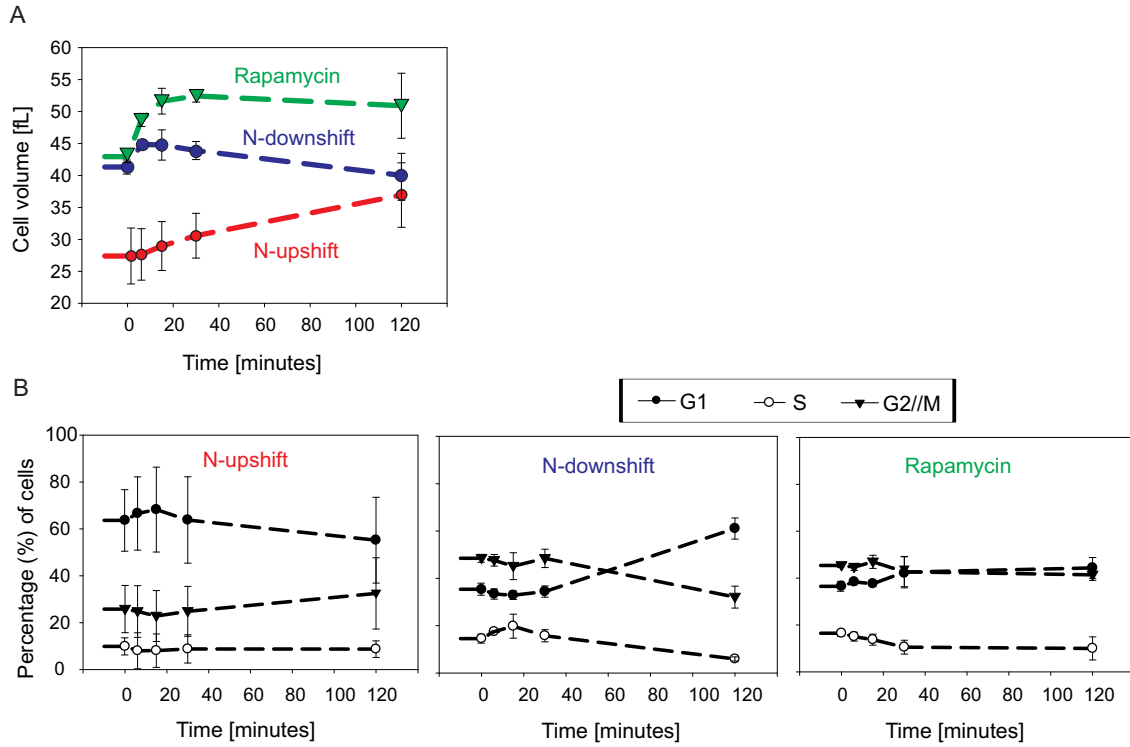 A
Cell volume [fL]
60
55
50
45
40
35
30
25
20
Rapamycin
N-downshift
N-upshift
0 20 40 60 80 100 120
Time [minutes]
B
G1 S G2//M
Percentage (%) of cells
100
80
60
40
20
0
N-upshift
N-downshift
Rapamycin
0 20 40 60 80 100 120
0 20 40 60 80 100 120
0 20 40 60 80 100 120
Time [minutes]
Time [minutes]
Time [minutes]